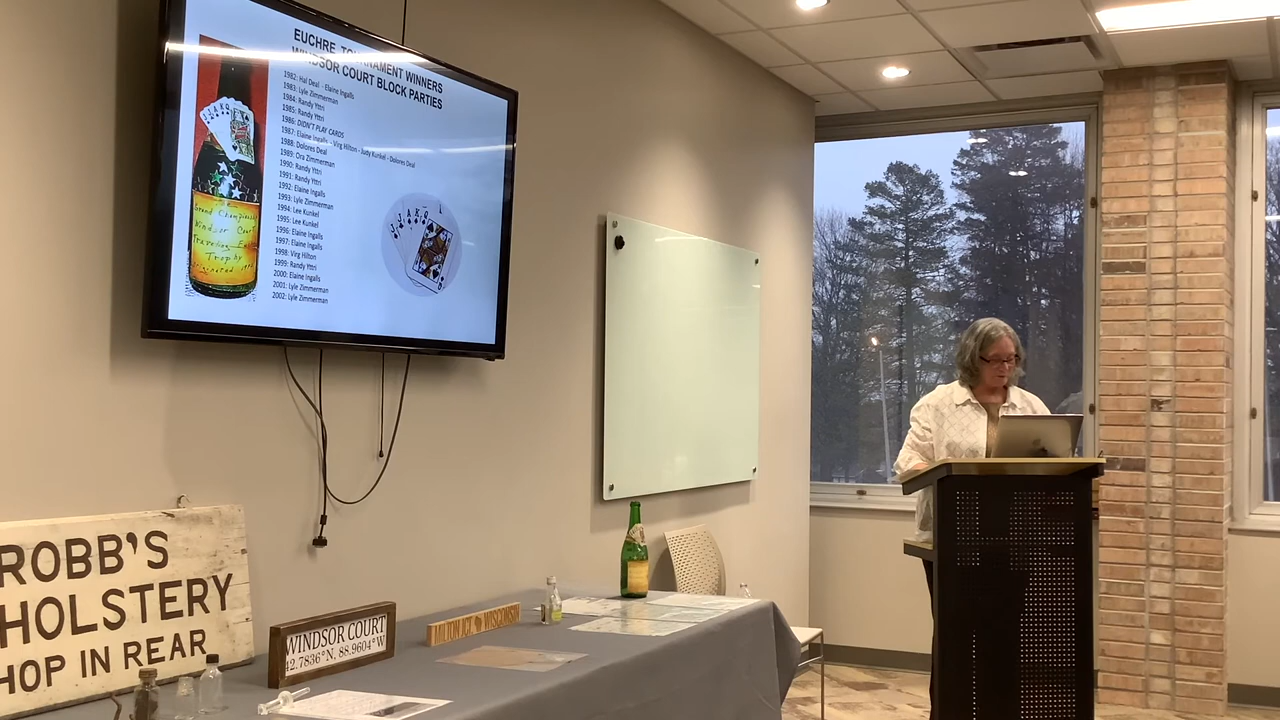 EUCHRE TOURNAMENT WINNERS
WINDSOR COURT BLOCK PARTIES
1982: Hal Deal - Elaine Ingalls
1983: Lyle Zimmerman
1984: Randy Yttri
1985: Randy Yttri
1986: DIDN'T PLAY CARDS
1987: Elaine Ingalls - Virg Hilton - Judy Kunkel - Dolores Deal
1988: Dolores Deal
1989: Ora Zimmerman
1990: Randy Yttri
1991: Randy Yttri
1992: Elaine Ingalls
1993: Lyle Zimmerman
1994: Lee Kunkel
1995: Lee Kunkel
1996: Elaine Ingalls
1997: Elaine Ingalls
1998: Virg Hilton
1999: Randy Yttri
2000: Elaine Ingalls
2001: Lyle Zimmerman
2002: Lyle Zimmerman
Grand Championship
Windsor Court
Traveling
Trophy
ROBB'S
HOLSTERY
HOP IN REAR
WINDSOR COURT
42.7836°N, 88.9604°W
MILTON JCT. WISCONSIN